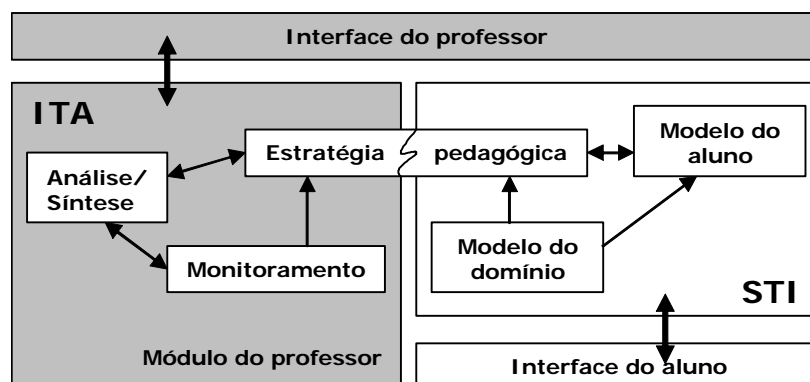 Interface do professor
ITA
Estratégia pedagógica
Modelo do
aluno
Análise/
Síntese
Monitoramento
Modelo do
domínio
STI
Módulo do professor
Interface do aluno